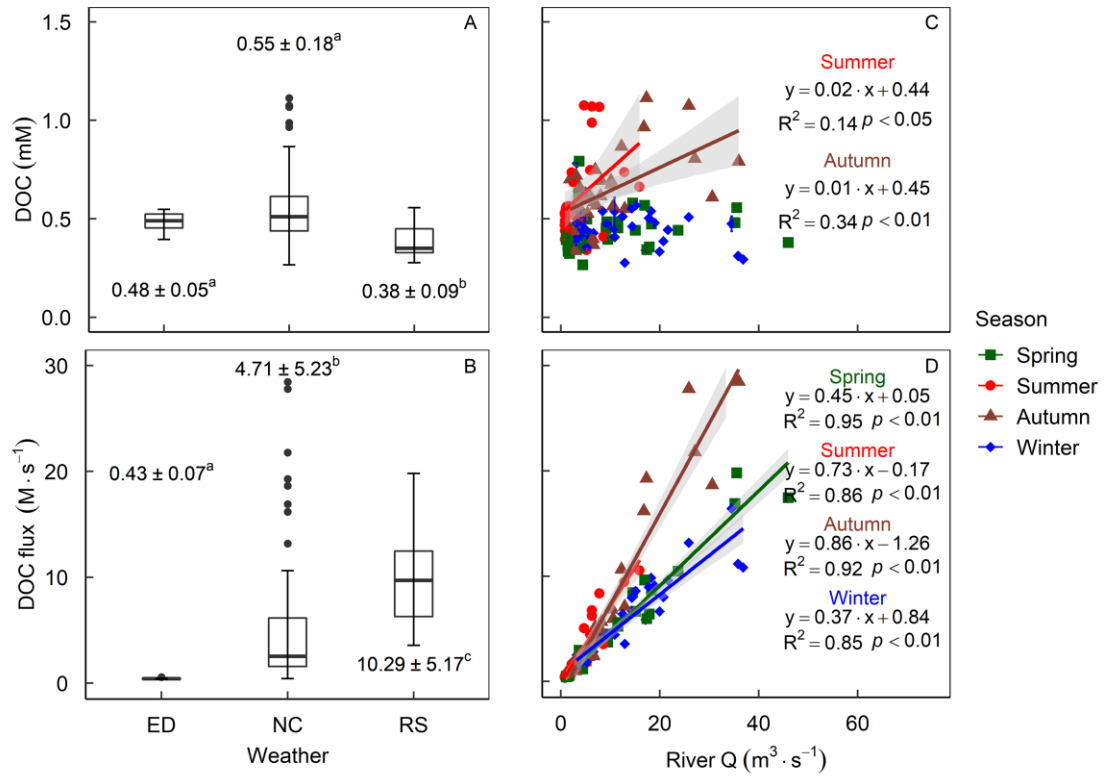 A
1.5
0.55 ± 0.18ᵃ
1.0
DOC (mM)
0.5
0.48 ± 0.05ᵃ
0.38 ± 0.09ᵇ
0.0
B
30
4.71 ± 5.23ᵇ
0.43 ± 0.07ᵃ
20
DOC flux (M · s⁻¹)
10
10.29 ± 5.17ᶜ
0
ED NC RS
Weather
C
Summer
y = 0.02 · x + 0.44
R² = 0.14 p < 0.05
Autumn
y = 0.01 · x + 0.45
R² = 0.34 p < 0.01
D
Spring
y = 0.45 · x + 0.05
R² = 0.95 p < 0.01
Summer
y = 0.73 · x − 0.17
R² = 0.86 p < 0.01
Autumn
y = 0.86 · x − 1.26
R² = 0.92 p < 0.01
Winter
y = 0.37 · x + 0.84
R² = 0.85 p < 0.01
0 20 40 60
River Q (m³ · s⁻¹)
Season
Spring
Summer
Autumn
Winter